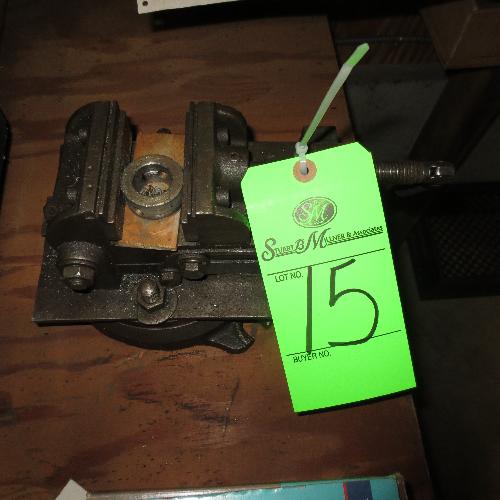 SM
STUART B. MILLNER & ASSOCIATES
LOT NO.
15
BUYER NO.